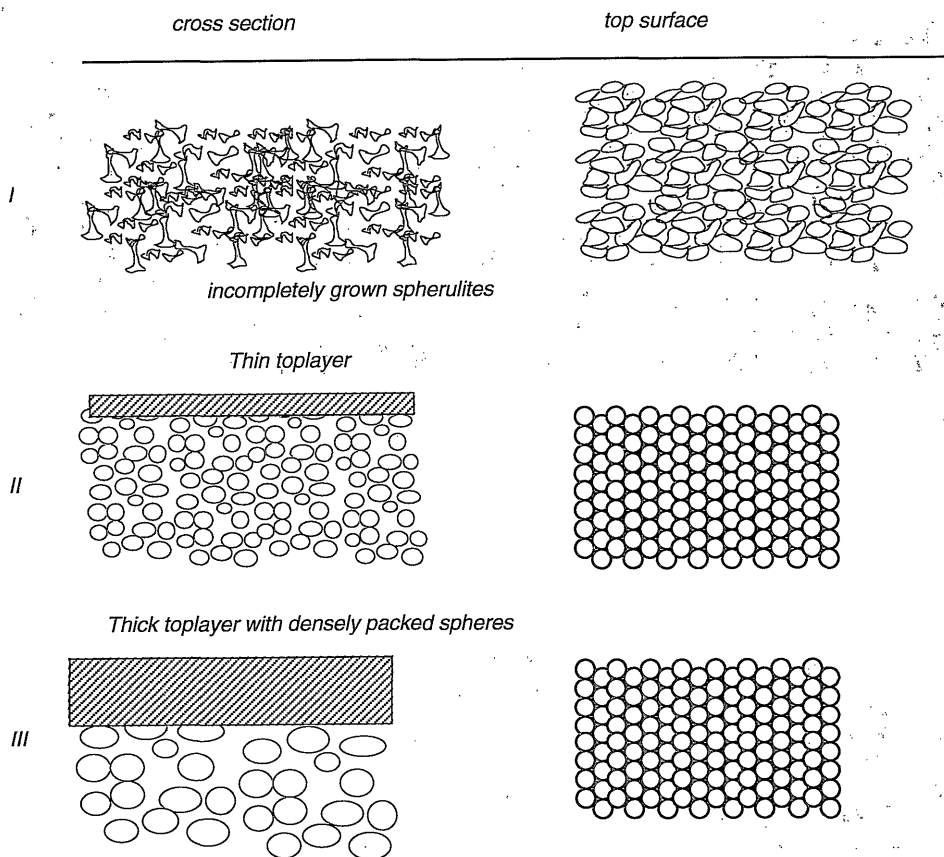 cross section
top surface
I
incompletely grown spherulites
Thin toplayer
II
Thick toplayer with densely packed spheres
III